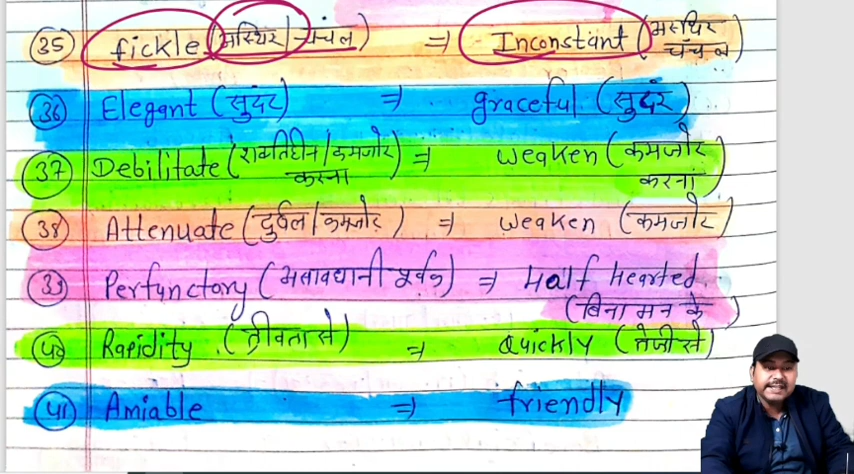 35 fickle (अस्थिर/चंचल) ⇒ Inconstant (अस्थिर
चंचल)
36 Elegant (सुंदर) ⇒ graceful (सुदंर)
37 Debilitate (शक्तिहीन/कमजोर ⇒ Weaken (कमजोर
करना) करना)
38 Attenuate (दुर्बल/कमजोर) ⇒ Weaken (कमजोर)
39 Perfunctory (असावधानी पूर्वक) ⇒ Half hearted
(बिना मन के)
40 Rapidity (तीव्रता से) ⇒ Quickly (तेजी से)
41 Amiable ⇒ friendly